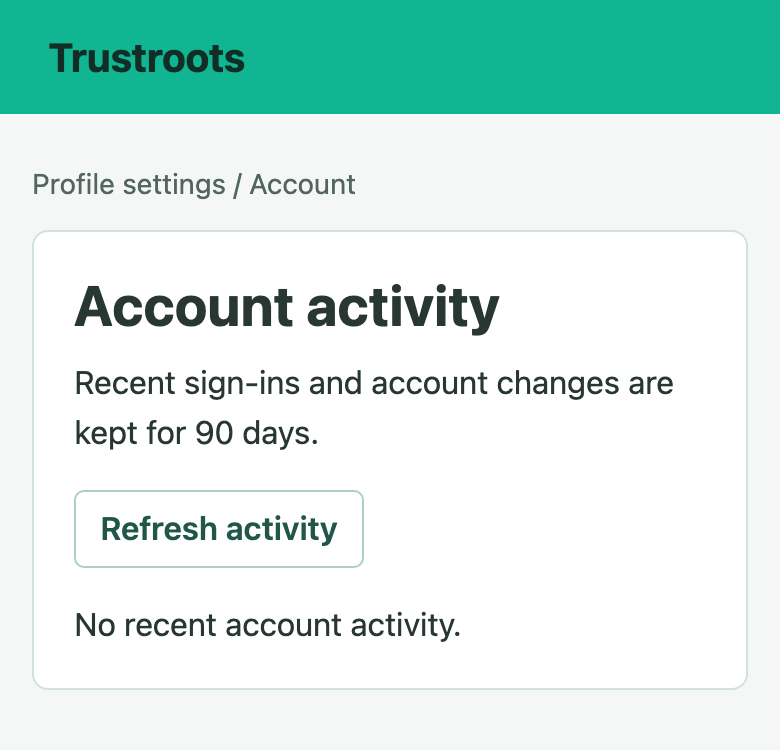 Trustroots
Profile settings / Account
Account activity
Recent sign-ins and account changes are
kept for 90 days.
Refresh activity
No recent account activity.